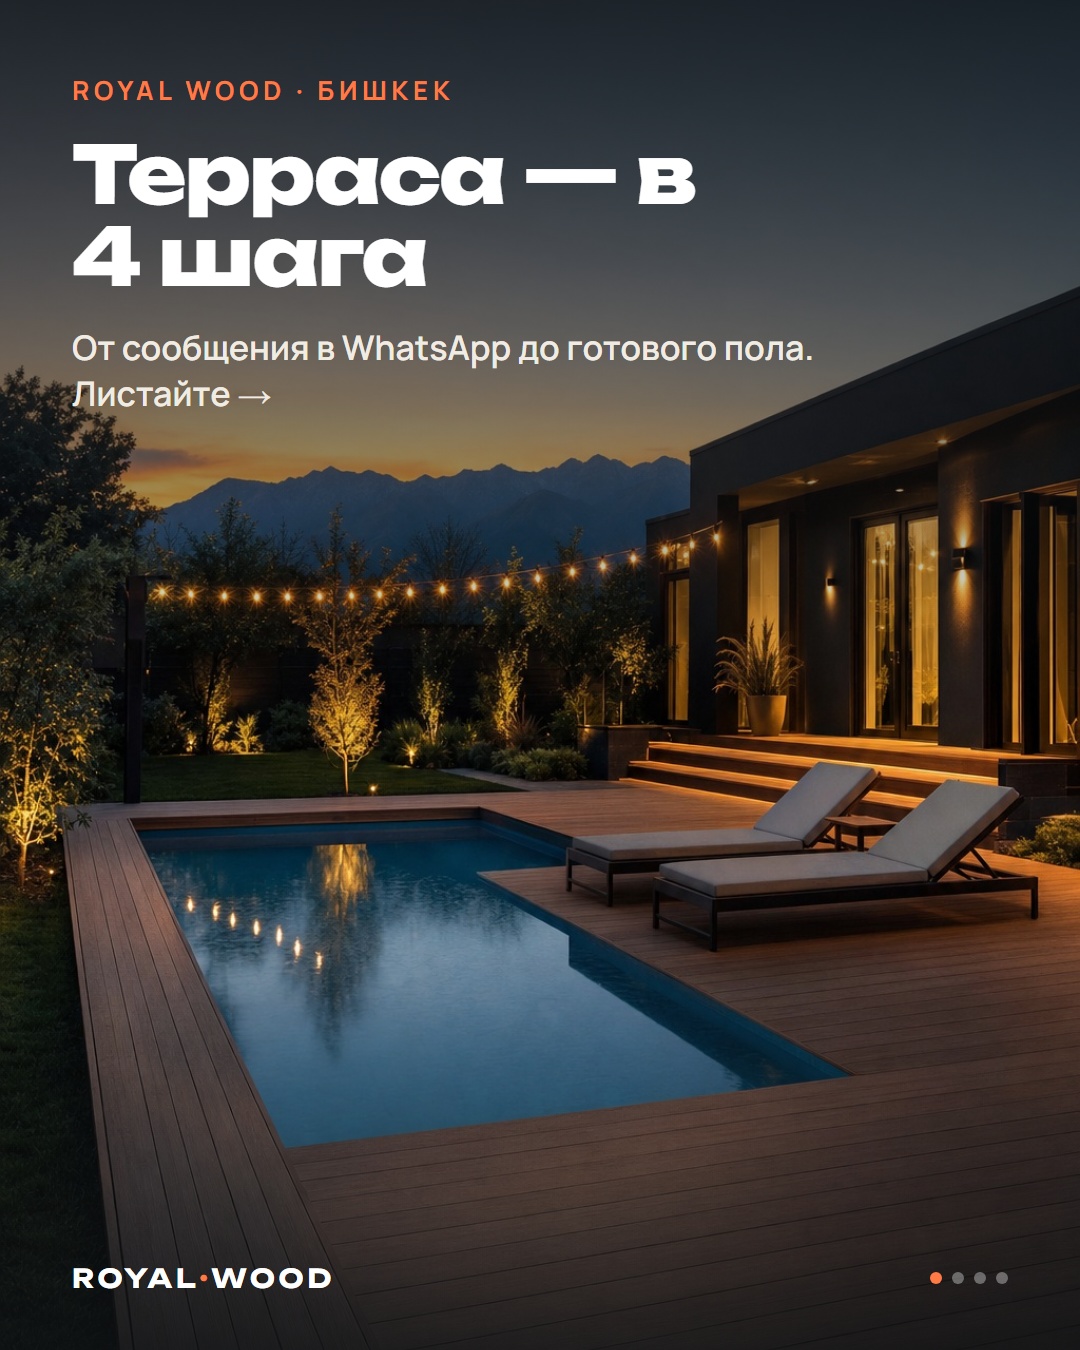 ROYAL WOOD · БИШКЕК
Терраса — в
4 шага
От сообщения в WhatsApp до готового пола.
Листайте →
ROYAL·WOOD